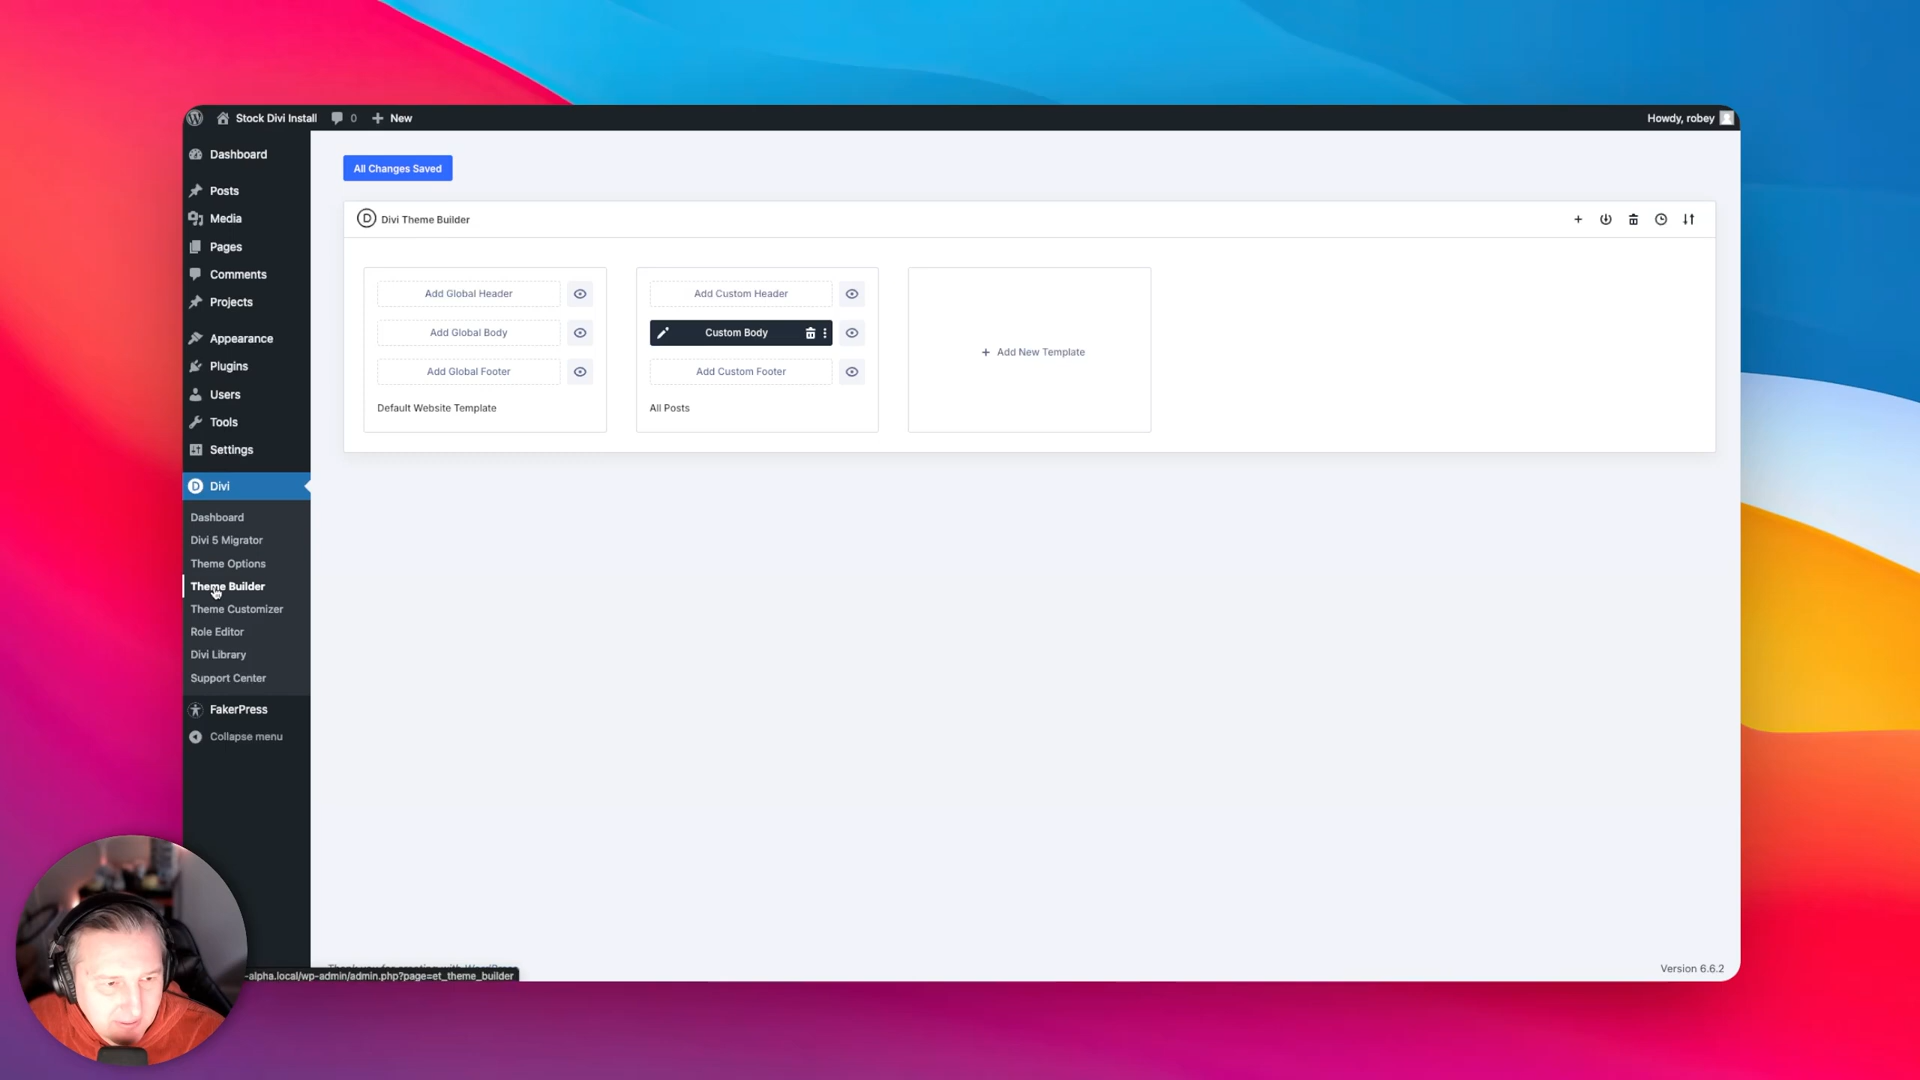 Stock Divi Install 0 New Howdy, robey
Dashboard
Posts
Media
Pages
Comments
Projects
Appearance
Plugins
Users
Tools
Settings
D Divi
Dashboard
Divi 5 Migrator
Theme Options
Theme Builder
Theme Customizer
Role Editor
Divi Library
Support Center
FakerPress
Collapse menu
All Changes Saved
D Divi Theme Builder
Add Global Header
Add Global Body
Add Global Footer
Default Website Template
Add Custom Header
Custom Body
Add Custom Footer
All Posts
+ Add New Template
-alpha.local/wp-admin/admin.php?page=et_theme_builder
Version 6.6.2